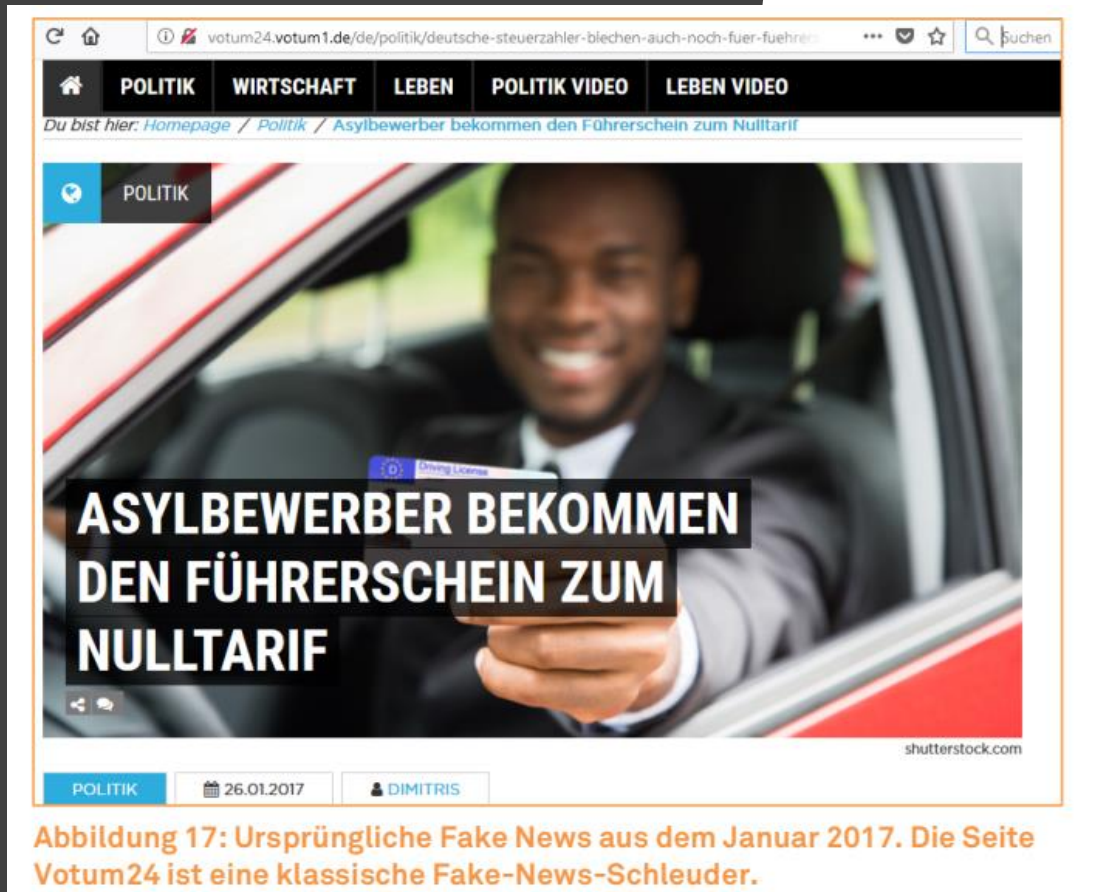 votum24.votum1.de/de/politik/deutsche-steuerzahler-blechen-auch-noch-fuer-fuehrers
Suchen
POLITIK WIRTSCHAFT LEBEN POLITIK VIDEO LEBEN VIDEO
Du bist hier: Homepage / Politik / Asylbewerber bekommen den Führerschein zum Nulltarif
POLITIK
D Driving License
ASYLBEWERBER BEKOMMEN
DEN FÜHRERSCHEIN ZUM
NULLTARIF
shutterstock.com
POLITIK 26.01.2017 DIMITRIS
Abbildung 17: Ursprüngliche Fake News aus dem Januar 2017. Die Seite
Votum24 ist eine klassische Fake-News-Schleuder.